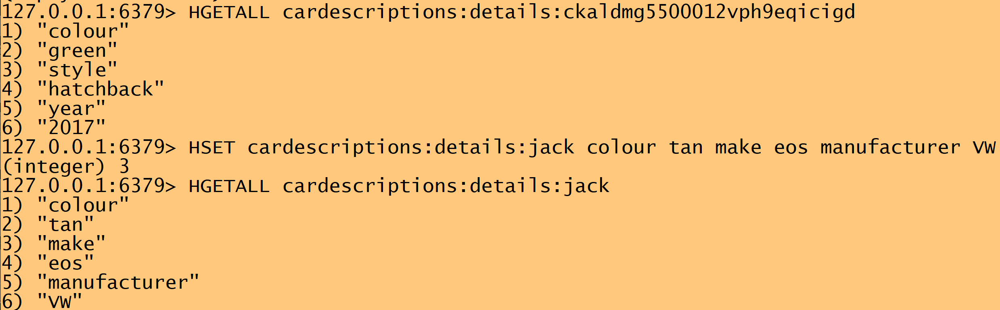 127.0.0.1:6379> HGETALL cardescriptions:details:ckaldmg5500012vph9eqicigd
1) "colour"
2) "green"
3) "style"
4) "hatchback"
5) "year"
6) "2017"
127.0.0.1:6379> HSET cardescriptions:details:jack colour tan make eos manufacturer VW
(integer) 3
127.0.0.1:6379> HGETALL cardescriptions:details:jack
1) "colour"
2) "tan"
3) "make"
4) "eos"
5) "manufacturer"
6) "VW"